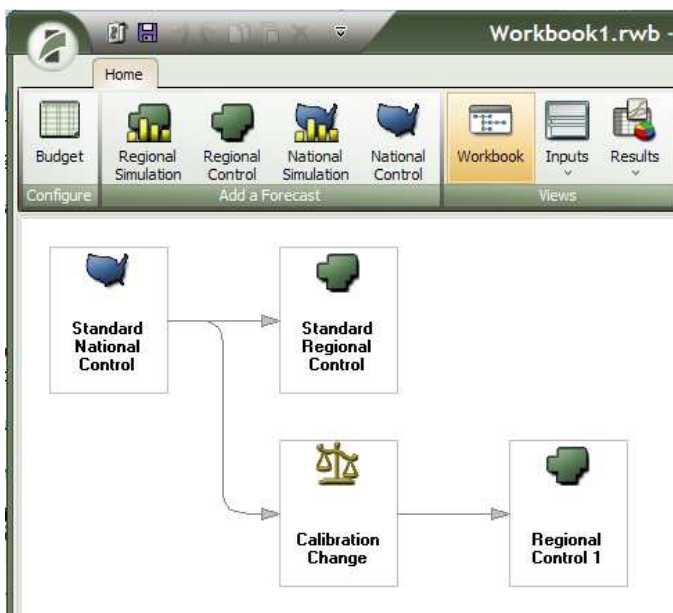 Workbook1.rwb -
Home
Budget
Regional
Simulation
Regional
Control
National
Simulation
National
Control
Workbook
Inputs
Results
Configure
Add a Forecast
Views
Standard
National
Control
Standard
Regional
Control
Calibration
Change
Regional
Control 1